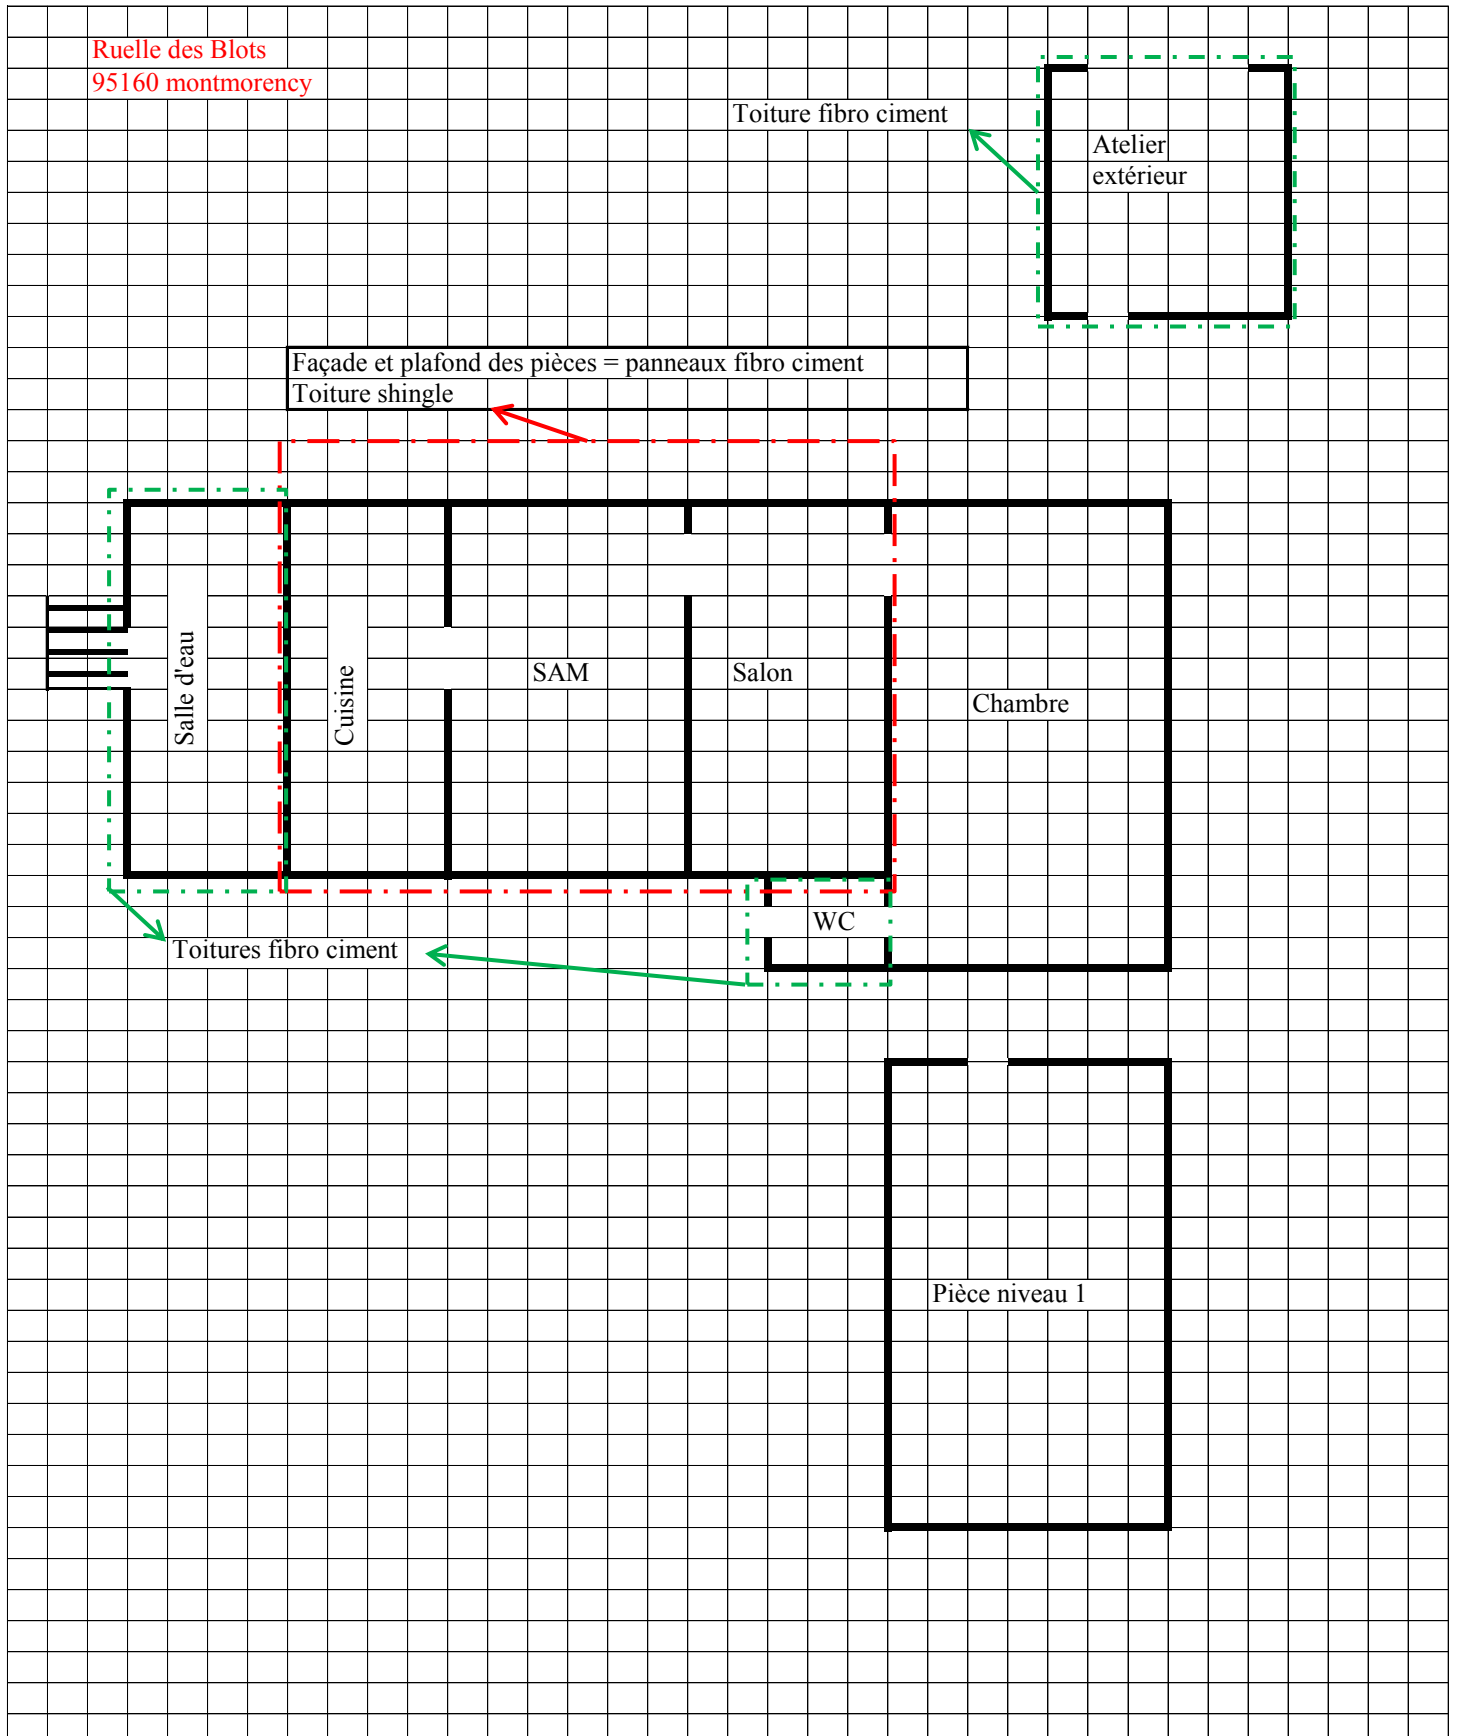 Ruelle des Blots
95160 montmorency
Toiture fibro ciment
Atelier
extérieur
Façade et plafond des pièces = panneaux fibro ciment
Toiture shingle
Salle d'eau
Cuisine
SAM
Salon
Chambre
WC
Toitures fibro ciment
Pièce niveau 1